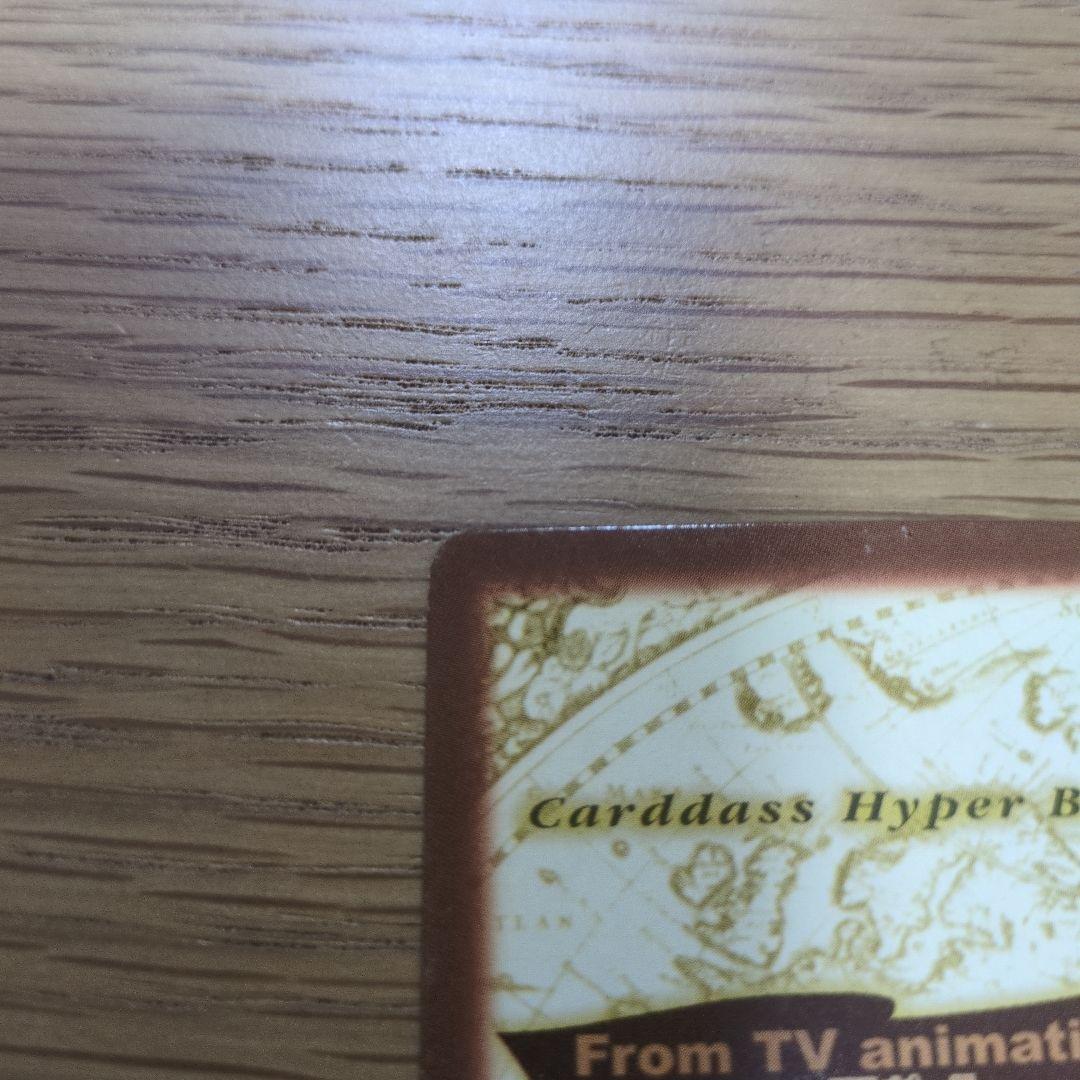 Carddass Hyper B
From TV animati